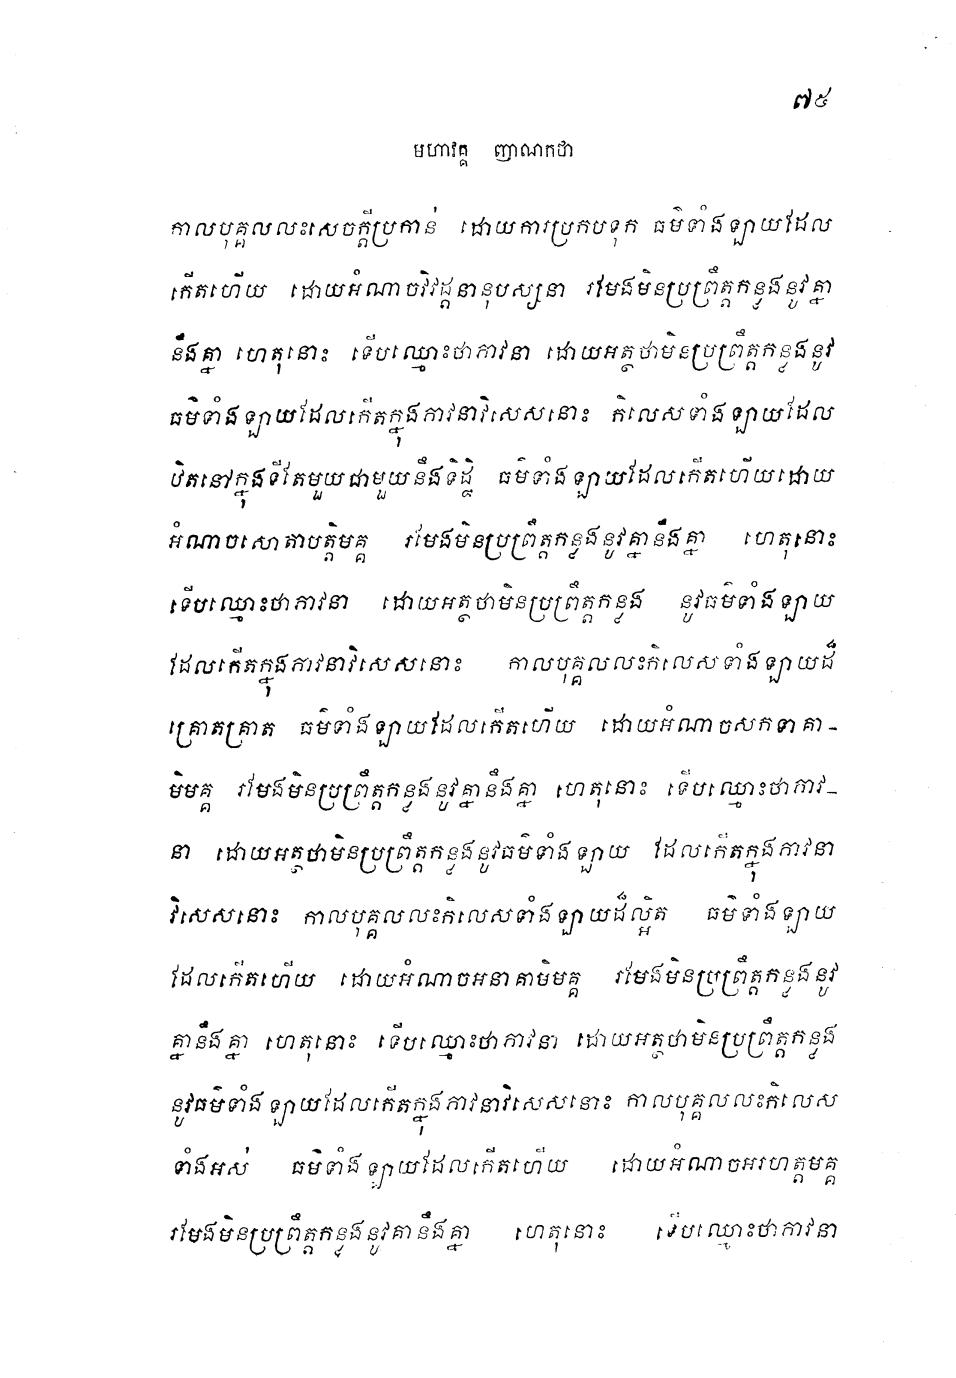 ៧៥
មហាវគ្គ ញាណកថា
កាលបុគ្គលលះសេចក្តីប្រកាន់ ដោយការប្រកបទុក ធម៌ទាំងឡាយដែល
កើតហើយ ដោយអំណាចវិវដ្តនានុបស្សនា រមែងមិនប្រព្រឹត្តកន្លងនូវគ្នា
នឹងគ្នា ហេតុនោះ ទើបឈ្មោះថាភាវនា ដោយអត្ថថាមិនប្រព្រឹត្តកន្លងនូវ
ធម៌ទាំងឡាយដែលកើតក្នុងភាវនាវិសេសនោះ កិលេសទាំងឡាយដែល
ឋិតនៅក្នុងទីតែមួយជាមួយនឹងទិដ្ឋិ ធម៌ទាំងឡាយដែលកើតហើយដោយ
អំណាចសោតាបត្តិមគ្គ រមែងមិនប្រព្រឹត្តកន្លងនូវគ្នានឹងគ្នា ហេតុនោះ
ទើបឈ្មោះថាភាវនា ដោយអត្ថថាមិនប្រព្រឹត្តកន្លង នូវធម៌ទាំងឡាយ
ដែលកើតក្នុងភាវនាវិសេសនោះ កាលបុគ្គលលះកិលេសទាំងឡាយដ៏
គ្រោតគ្រាត ធម៌ទាំងឡាយដែលកើតហើយ ដោយអំណាចសកទាគា-
មិមគ្គ រមែងមិនប្រព្រឹត្តកន្លងនូវគ្នានឹងគ្នា ហេតុនោះ ទើបឈ្មោះថាភាវ-
នា ដោយអត្ថថាមិនប្រព្រឹត្តកន្លងនូវធម៌ទាំងឡាយ ដែលកើតក្នុងភាវនា
វិសេសនោះ កាលបុគ្គលលះកិលេសទាំងឡាយដ៏ល្អិត ធម៌ទាំងឡាយ
ដែលកើតហើយ ដោយអំណាចអនាគាមិមគ្គ រមែងមិនប្រព្រឹត្តកន្លងនូវ
គ្នានឹងគ្នា ហេតុនោះ ទើបឈ្មោះថាភាវនា ដោយអត្ថថាមិនប្រព្រឹត្តកន្លង
នូវធម៌ទាំងឡាយដែលកើតក្នុងភាវនាវិសេសនោះ កាលបុគ្គលលះកិលេស
ទាំងអស់ ធម៌ទាំងឡាយដែលកើតហើយ ដោយអំណាចអរហត្តមគ្គ
រមែងមិនប្រព្រឹត្តកន្លងនូវគ្នានឹងគ្នា ហេតុនោះ ទើបឈ្មោះថាភាវនា